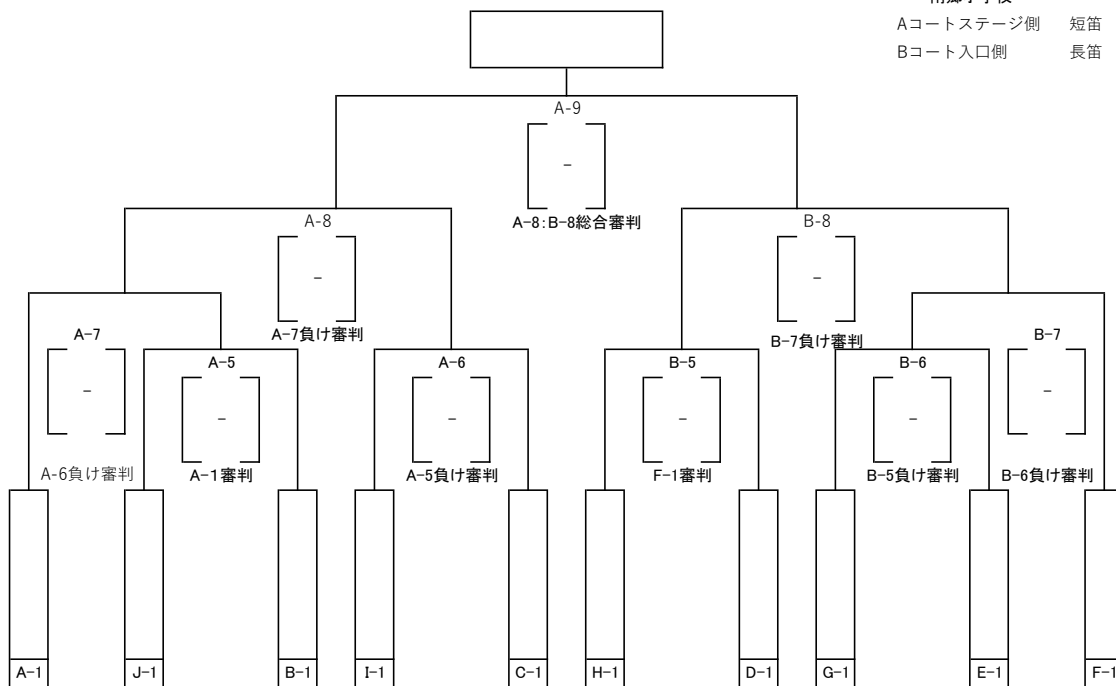 Aコートステージ側 短笛
Bコート入口側 長笛
A-9
-
A-8:B-8総合審判
A-8
-
A-7負け審判
B-8
-
B-7負け審判
A-7
-
A-6負け審判
A-5
-
A-1審判
A-6
-
A-5負け審判
B-5
-
F-1審判
B-6
-
B-5負け審判
B-7
-
B-6負け審判
A-1 J-1 B-1 I-1 C-1 H-1 D-1 G-1 E-1 F-1